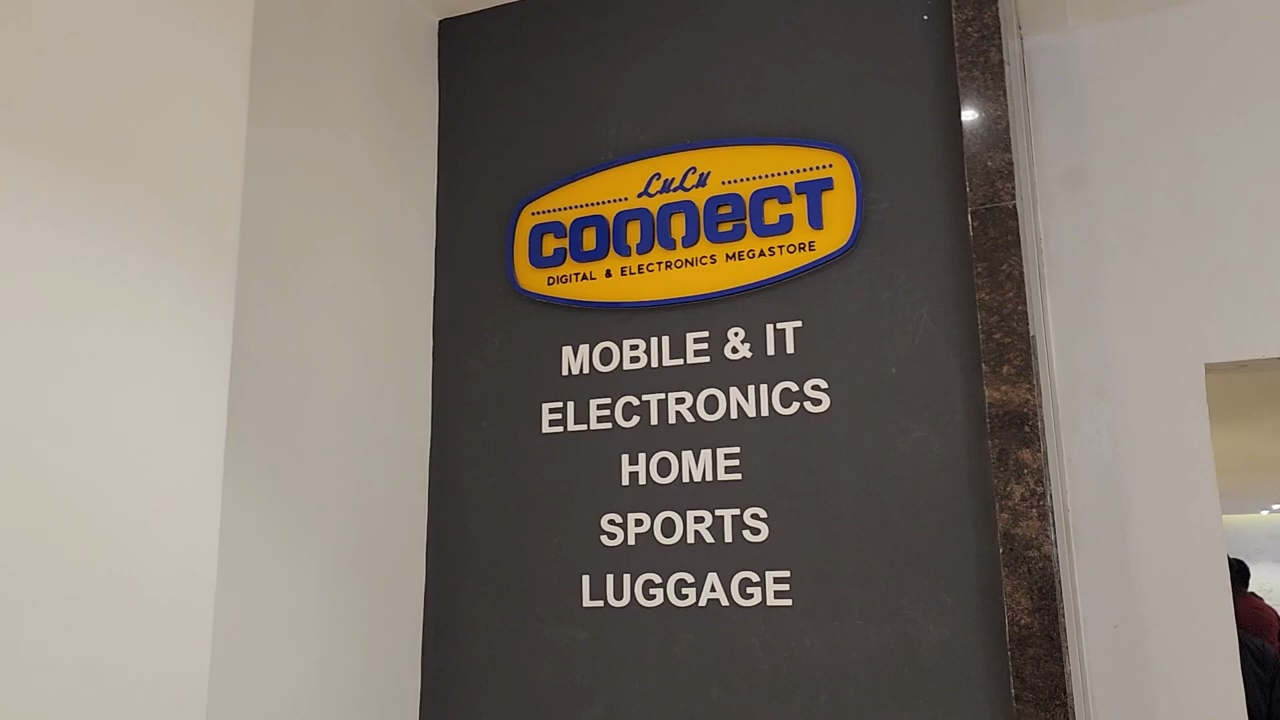 LuLu
CONNECT
DIGITAL & ELECTRONICS MEGASTORE
MOBILE & IT
ELECTRONICS
HOME
SPORTS
LUGGAGE